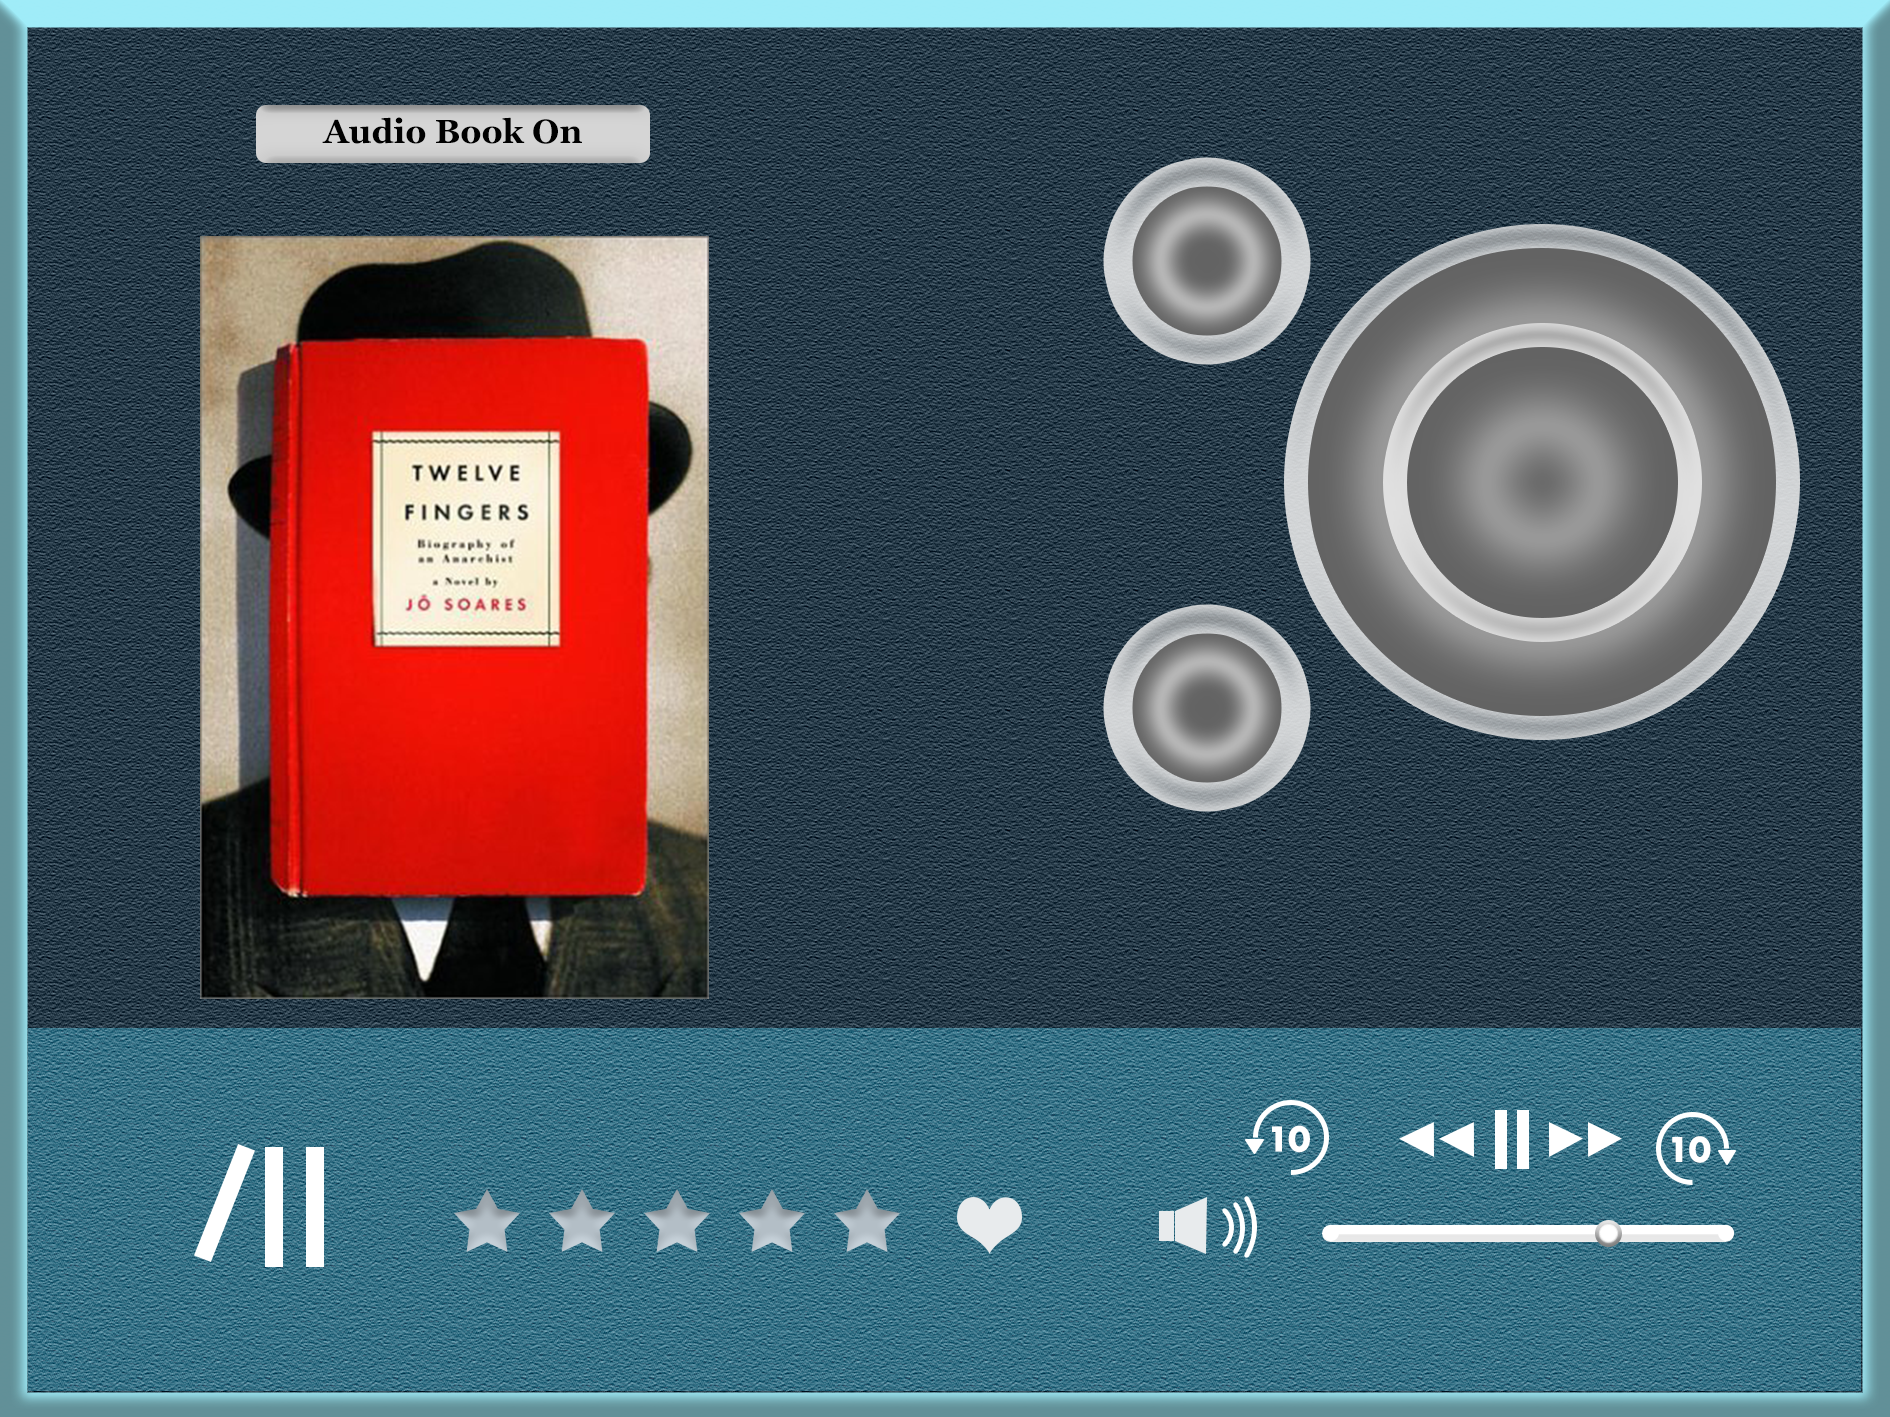 Audio Book On
TWELVE
FINGERS
Biography of
an Anarchist
a Novel by
JÔ SOARES
10
10